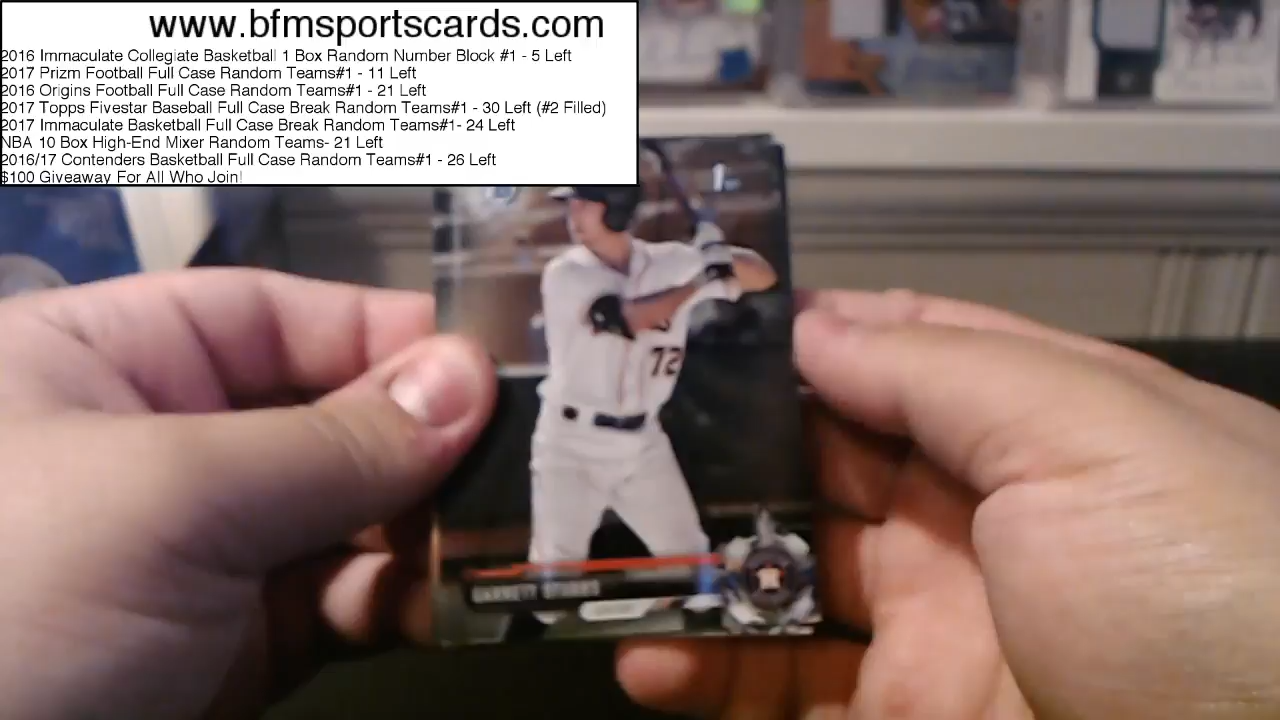 www.bfmsportscards.com
2016 Immaculate Collegiate Basketball 1 Box Random Number Block #1 - 5 Left
2017 Prizm Football Full Case Random Teams#1 - 11 Left
2016 Origins Football Full Case Random Teams#1 - 21 Left
2017 Topps Fivestar Baseball Full Case Break Random Teams#1 - 30 Left (#2 Filled)
2017 Immaculate Basketball Full Case Break Random Teams#1- 24 Left
NBA 10 Box High-End Mixer Random Teams- 21 Left
2016/17 Contenders Basketball Full Case Random Teams#1 - 26 Left
$100 Giveaway For All Who Join!
72
GARRETT STUBBS